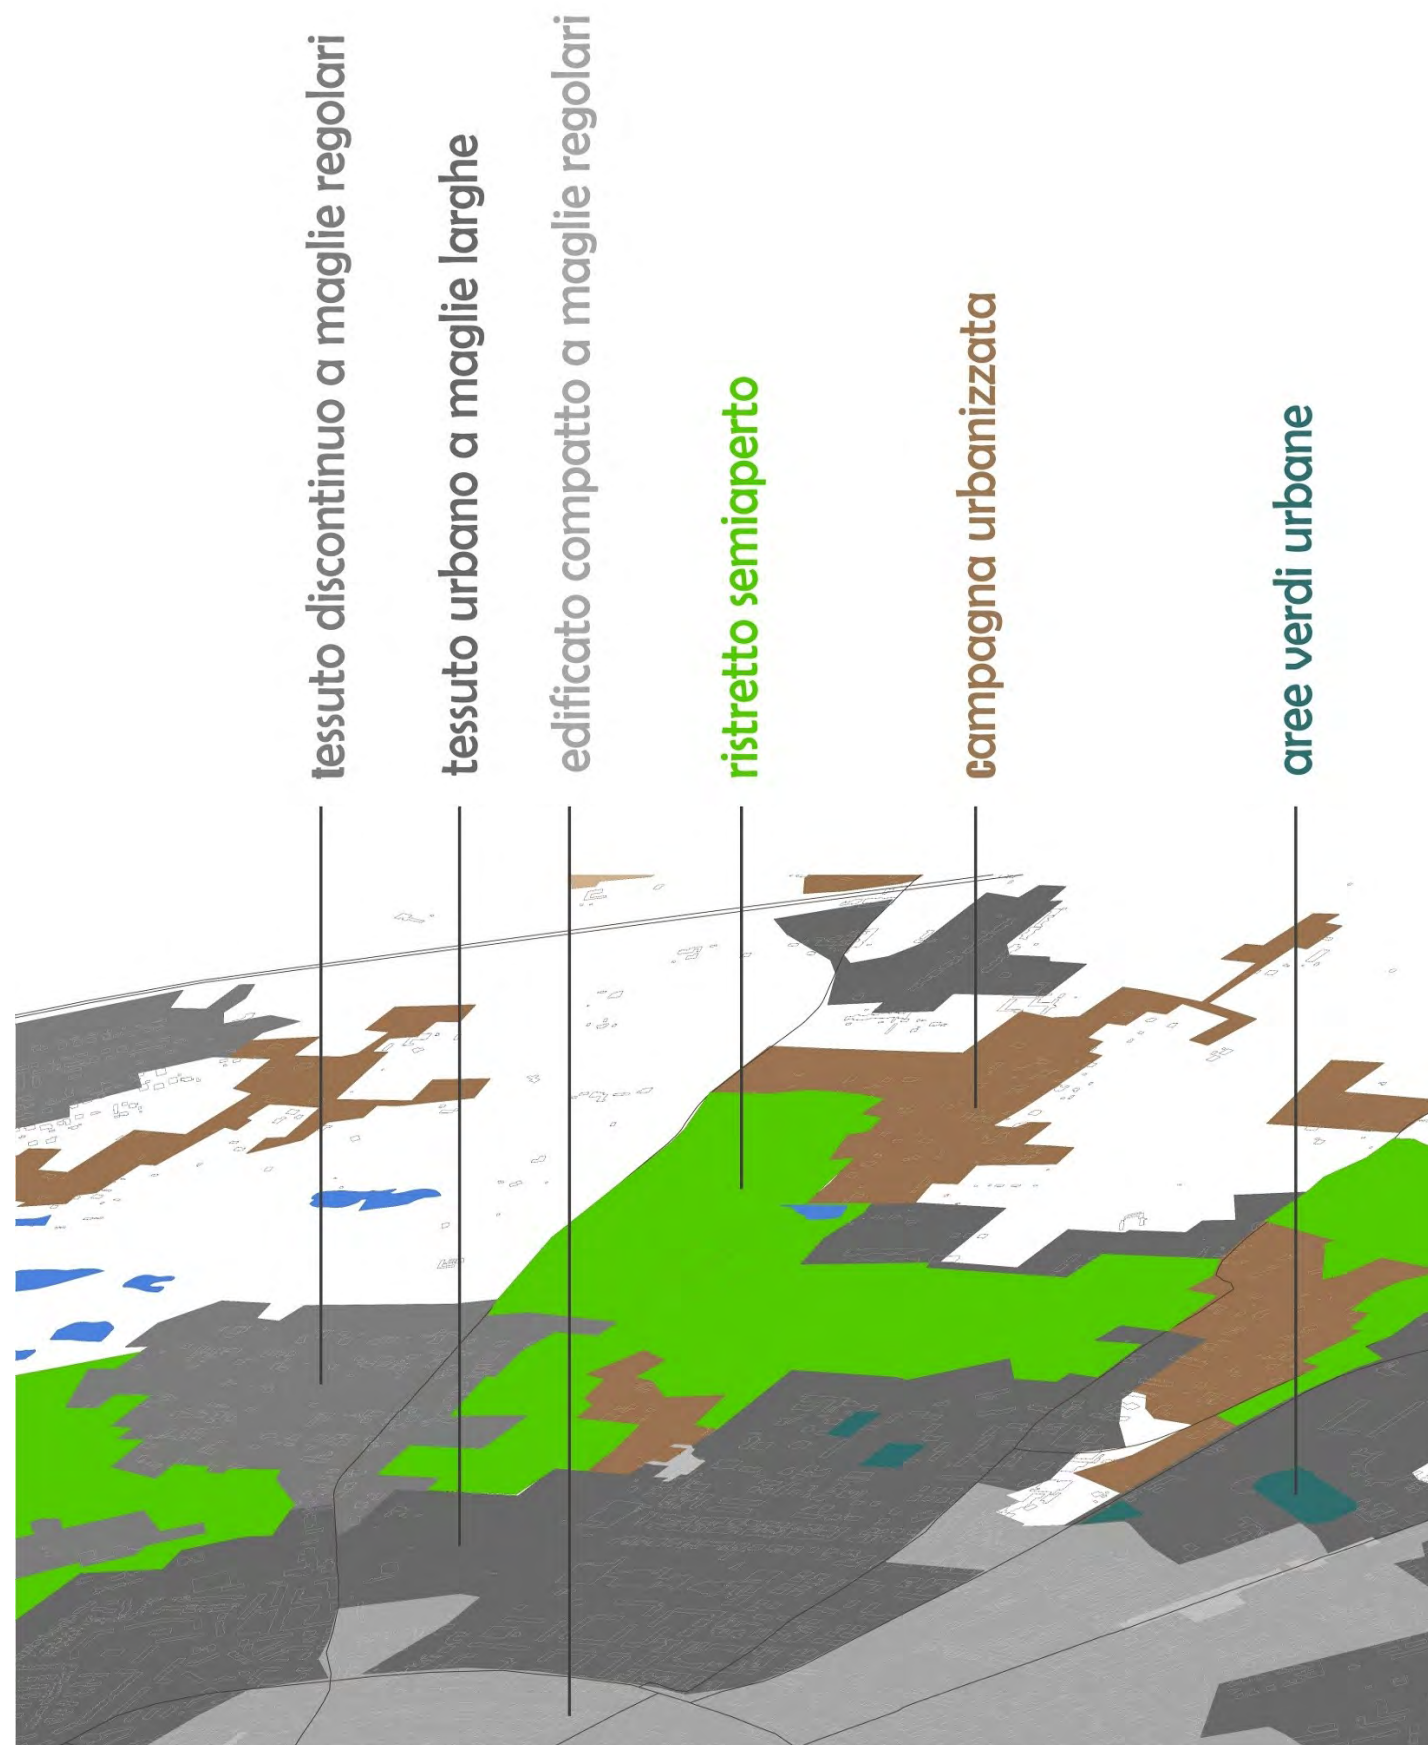 tessuto discontinuo a maglie regolari
tessuto urbano a maglie larghe
edificato compatto a maglie regolari
ristretto semiaperto
campagna urbanizzata
aree verdi urbane